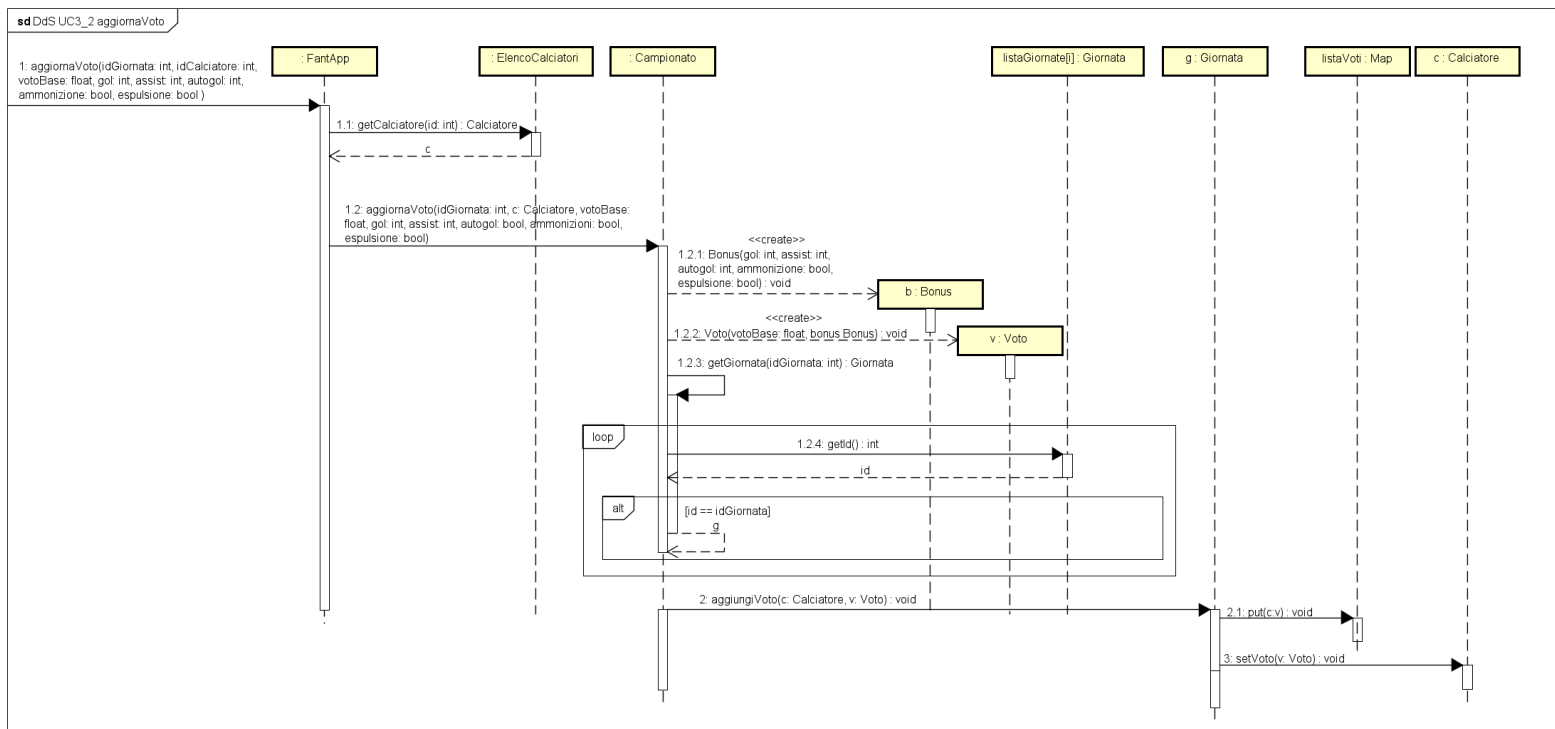 sd DdS UC3_2 aggiornaVoto
: FantApp
: ElencoCalciatori
: Campionato
listaGiornate[i] : Giornata
g : Giornata
listaVoti : Map
c : Calciatore
1: aggiornaVoto(idGiornata: int, idCalciatore: int,
votoBase: float, gol: int, assist: int, autogol: int,
ammonizione: bool, espulsione: bool )
1.1: getCalciatore(id: int) : Calciatore
c
1.2: aggiornaVoto(idGiornata: int, c: Calciatore, votoBase:
float, gol: int, assist: int, autogol: bool, ammonizioni: bool,
espulsione: bool)
<<create>>
1.2.1: Bonus(gol: int, assist: int,
autogol: int, ammonizione: bool,
espulsione: bool) : void
b : Bonus
<<create>>
1.2.2: Voto(votoBase: float, bonus Bonus) : void
v : Voto
1.2.3: getGiornata(idGiornata: int) : Giornata
loop
1.2.4: getId() : int
id
alt
[id == idGiornata]
g
2: aggiungiVoto(c: Calciatore, v: Voto) : void
2.1: put(c:v) : void
3: setVoto(v: Voto) : void